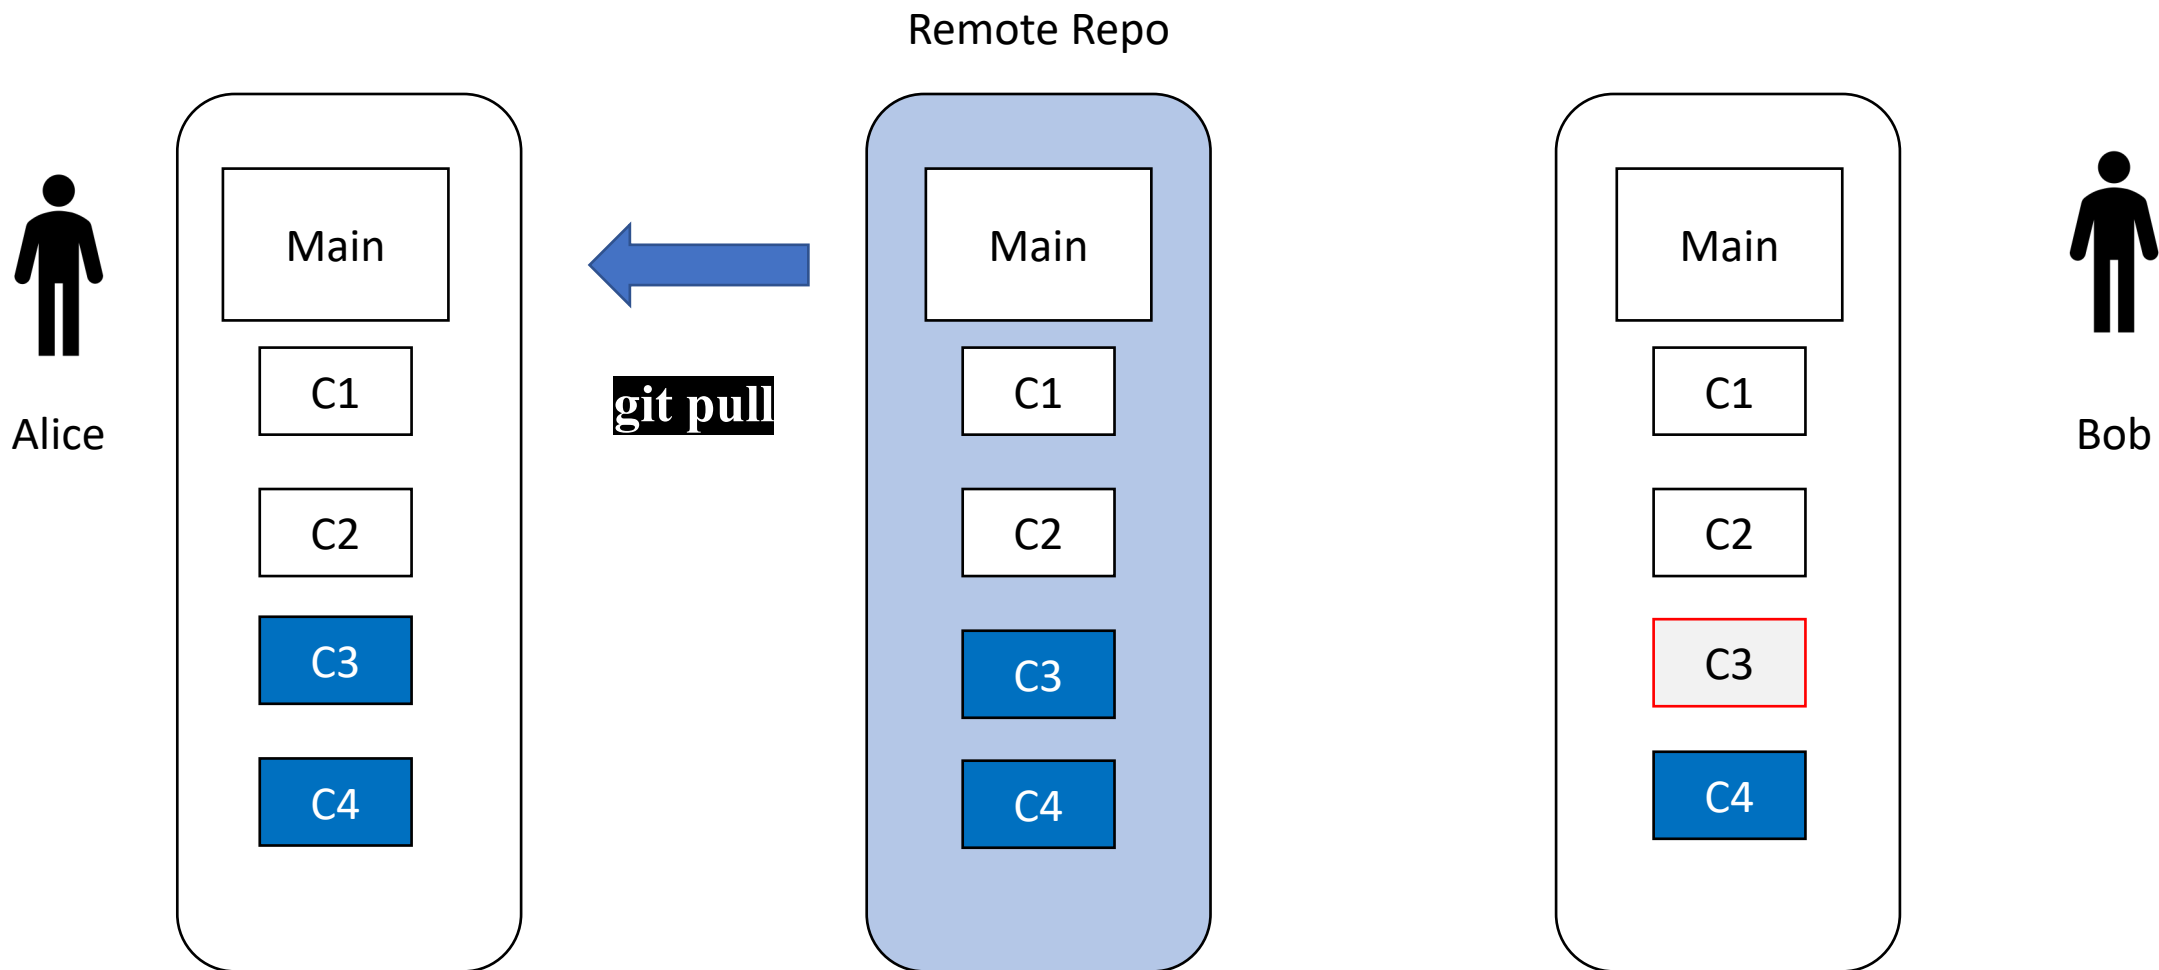 Remote Repo
Alice
Main
C1
C2
C3
C4
git pull
Main
C1
C2
C3
C4
Main
C1
C2
C3
C4
Bob